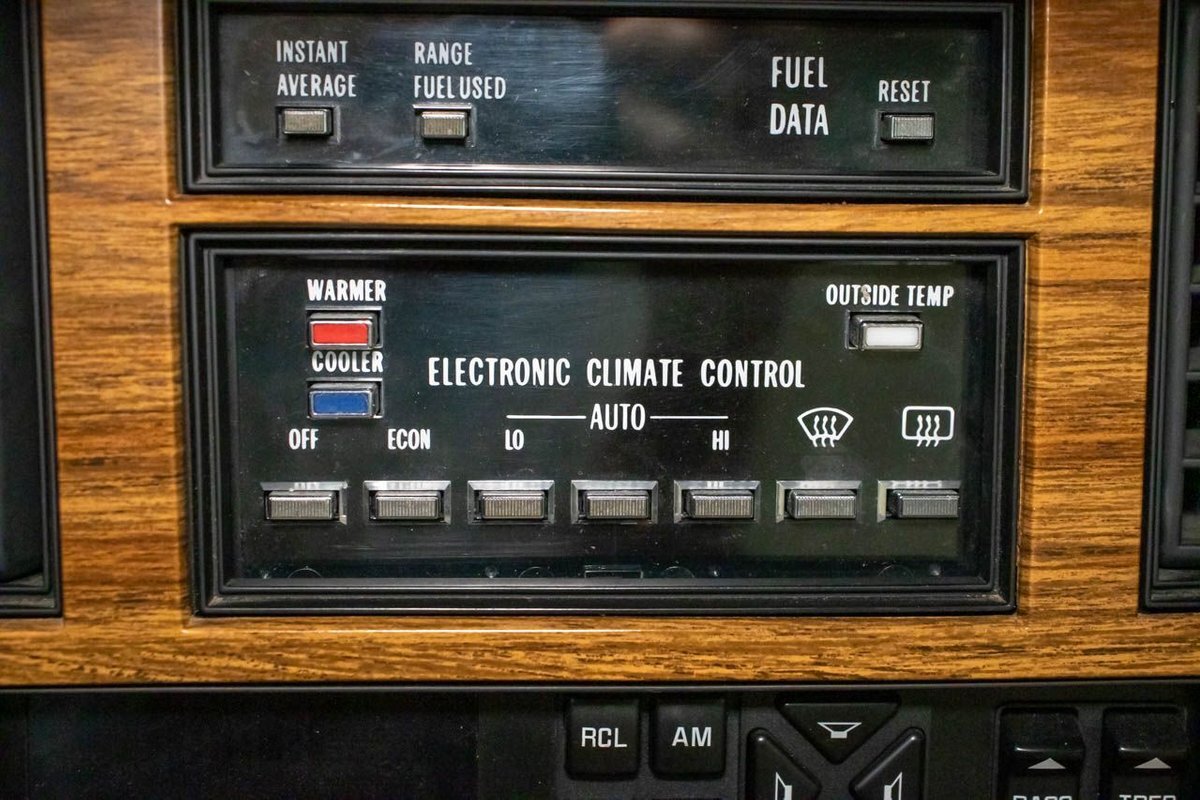 INSTANT
AVERAGE
RANGE
FUEL USED
FUEL
DATA
RESET
WARMER
COOLER
OUTSIDE TEMP
ELECTRONIC CLIMATE CONTROL
AUTO
OFF ECON LO HI
RCL AM